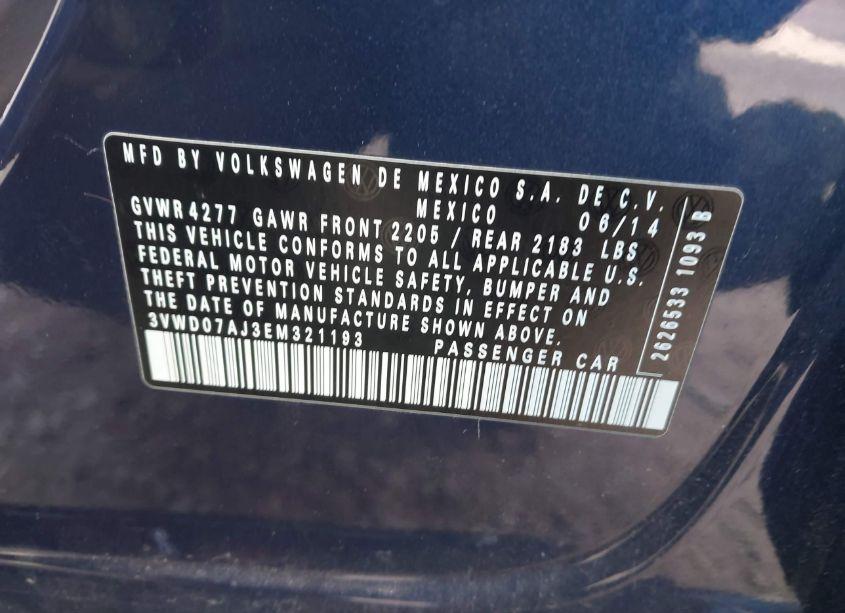 MFD BY VOLKSWAGEN DE MEXICO S.A. DE C.V.
MEXICO 06/14
GVWR4277 GAWR FRONT 2205 / REAR 2183 LBS
THIS VEHICLE CONFORMS TO ALL APPLICABLE U.S.
FEDERAL MOTOR VEHICLE SAFETY, BUMPER AND
THEFT PREVENTION STANDARDS IN EFFECT ON
THE DATE OF MANUFACTURE SHOWN ABOVE.
3VWD07AJ3EM321193 PASSENGER CAR
2626533 1093 B